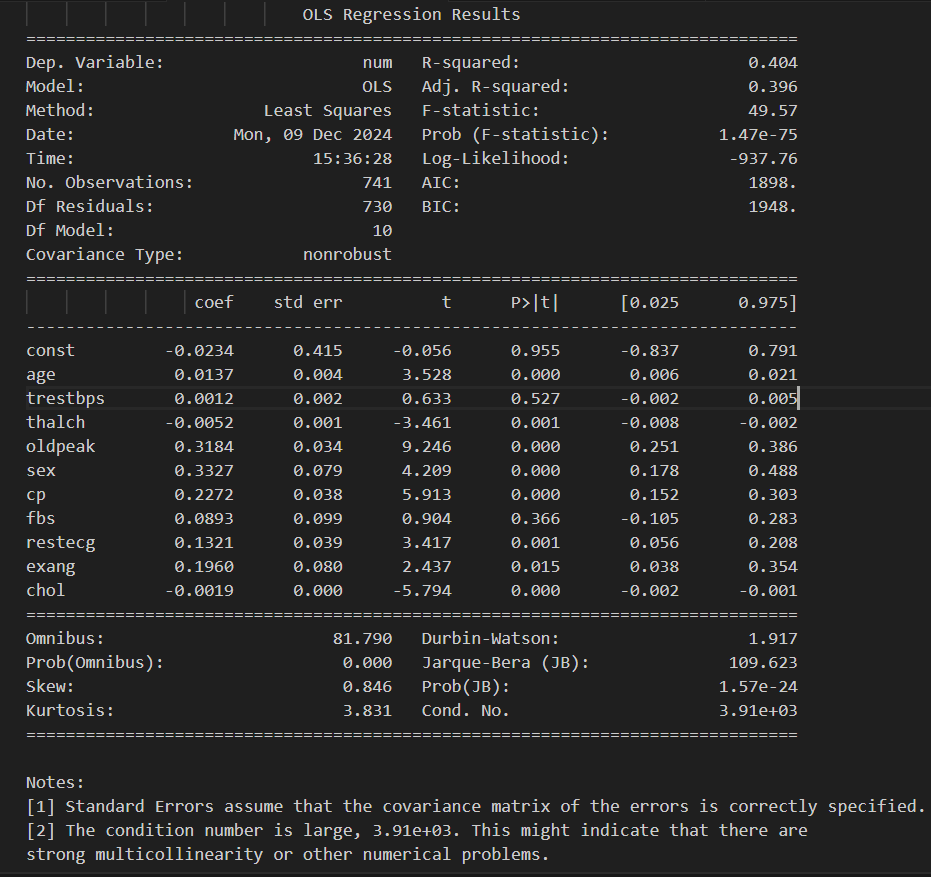 OLS Regression Results
==============================================================================
Dep. Variable:                    num   R-squared:                       0.404
Model:                            OLS   Adj. R-squared:                  0.396
Method:                 Least Squares   F-statistic:                     49.57
Date:                Mon, 09 Dec 2024   Prob (F-statistic):           1.47e-75
Time:                        15:36:28   Log-Likelihood:                -937.76
No. Observations:                 741   AIC:                             1898.
Df Residuals:                     730   BIC:                             1948.
Df Model:                          10
Covariance Type:            nonrobust
==============================================================================
                 coef    std err          t      P>|t|      [0.025      0.975]
------------------------------------------------------------------------------
const         -0.0234      0.415     -0.056      0.955      -0.837       0.791
age            0.0137      0.004      3.528      0.000       0.006       0.021
trestbps       0.0012      0.002      0.633      0.527      -0.002       0.005
thalch        -0.0052      0.001     -3.461      0.001      -0.008      -0.002
oldpeak        0.3184      0.034      9.246      0.000       0.251       0.386
sex            0.3327      0.079      4.209      0.000       0.178       0.488
cp             0.2272      0.038      5.913      0.000       0.152       0.303
fbs            0.0893      0.099      0.904      0.366      -0.105       0.283
restecg        0.1321      0.039      3.417      0.001       0.056       0.208
exang          0.1960      0.080      2.437      0.015       0.038       0.354
chol          -0.0019      0.000     -5.794      0.000      -0.002      -0.001
==============================================================================
Omnibus:                       81.790   Durbin-Watson:                   1.917
Prob(Omnibus):                  0.000   Jarque-Bera (JB):              109.623
Skew:                           0.846   Prob(JB):                     1.57e-24
Kurtosis:                       3.831   Cond. No.                     3.91e+03
==============================================================================
Notes:
[1] Standard Errors assume that the covariance matrix of the errors is correctly specified.
[2] The condition number is large, 3.91e+03. This might indicate that there are
strong multicollinearity or other numerical problems.